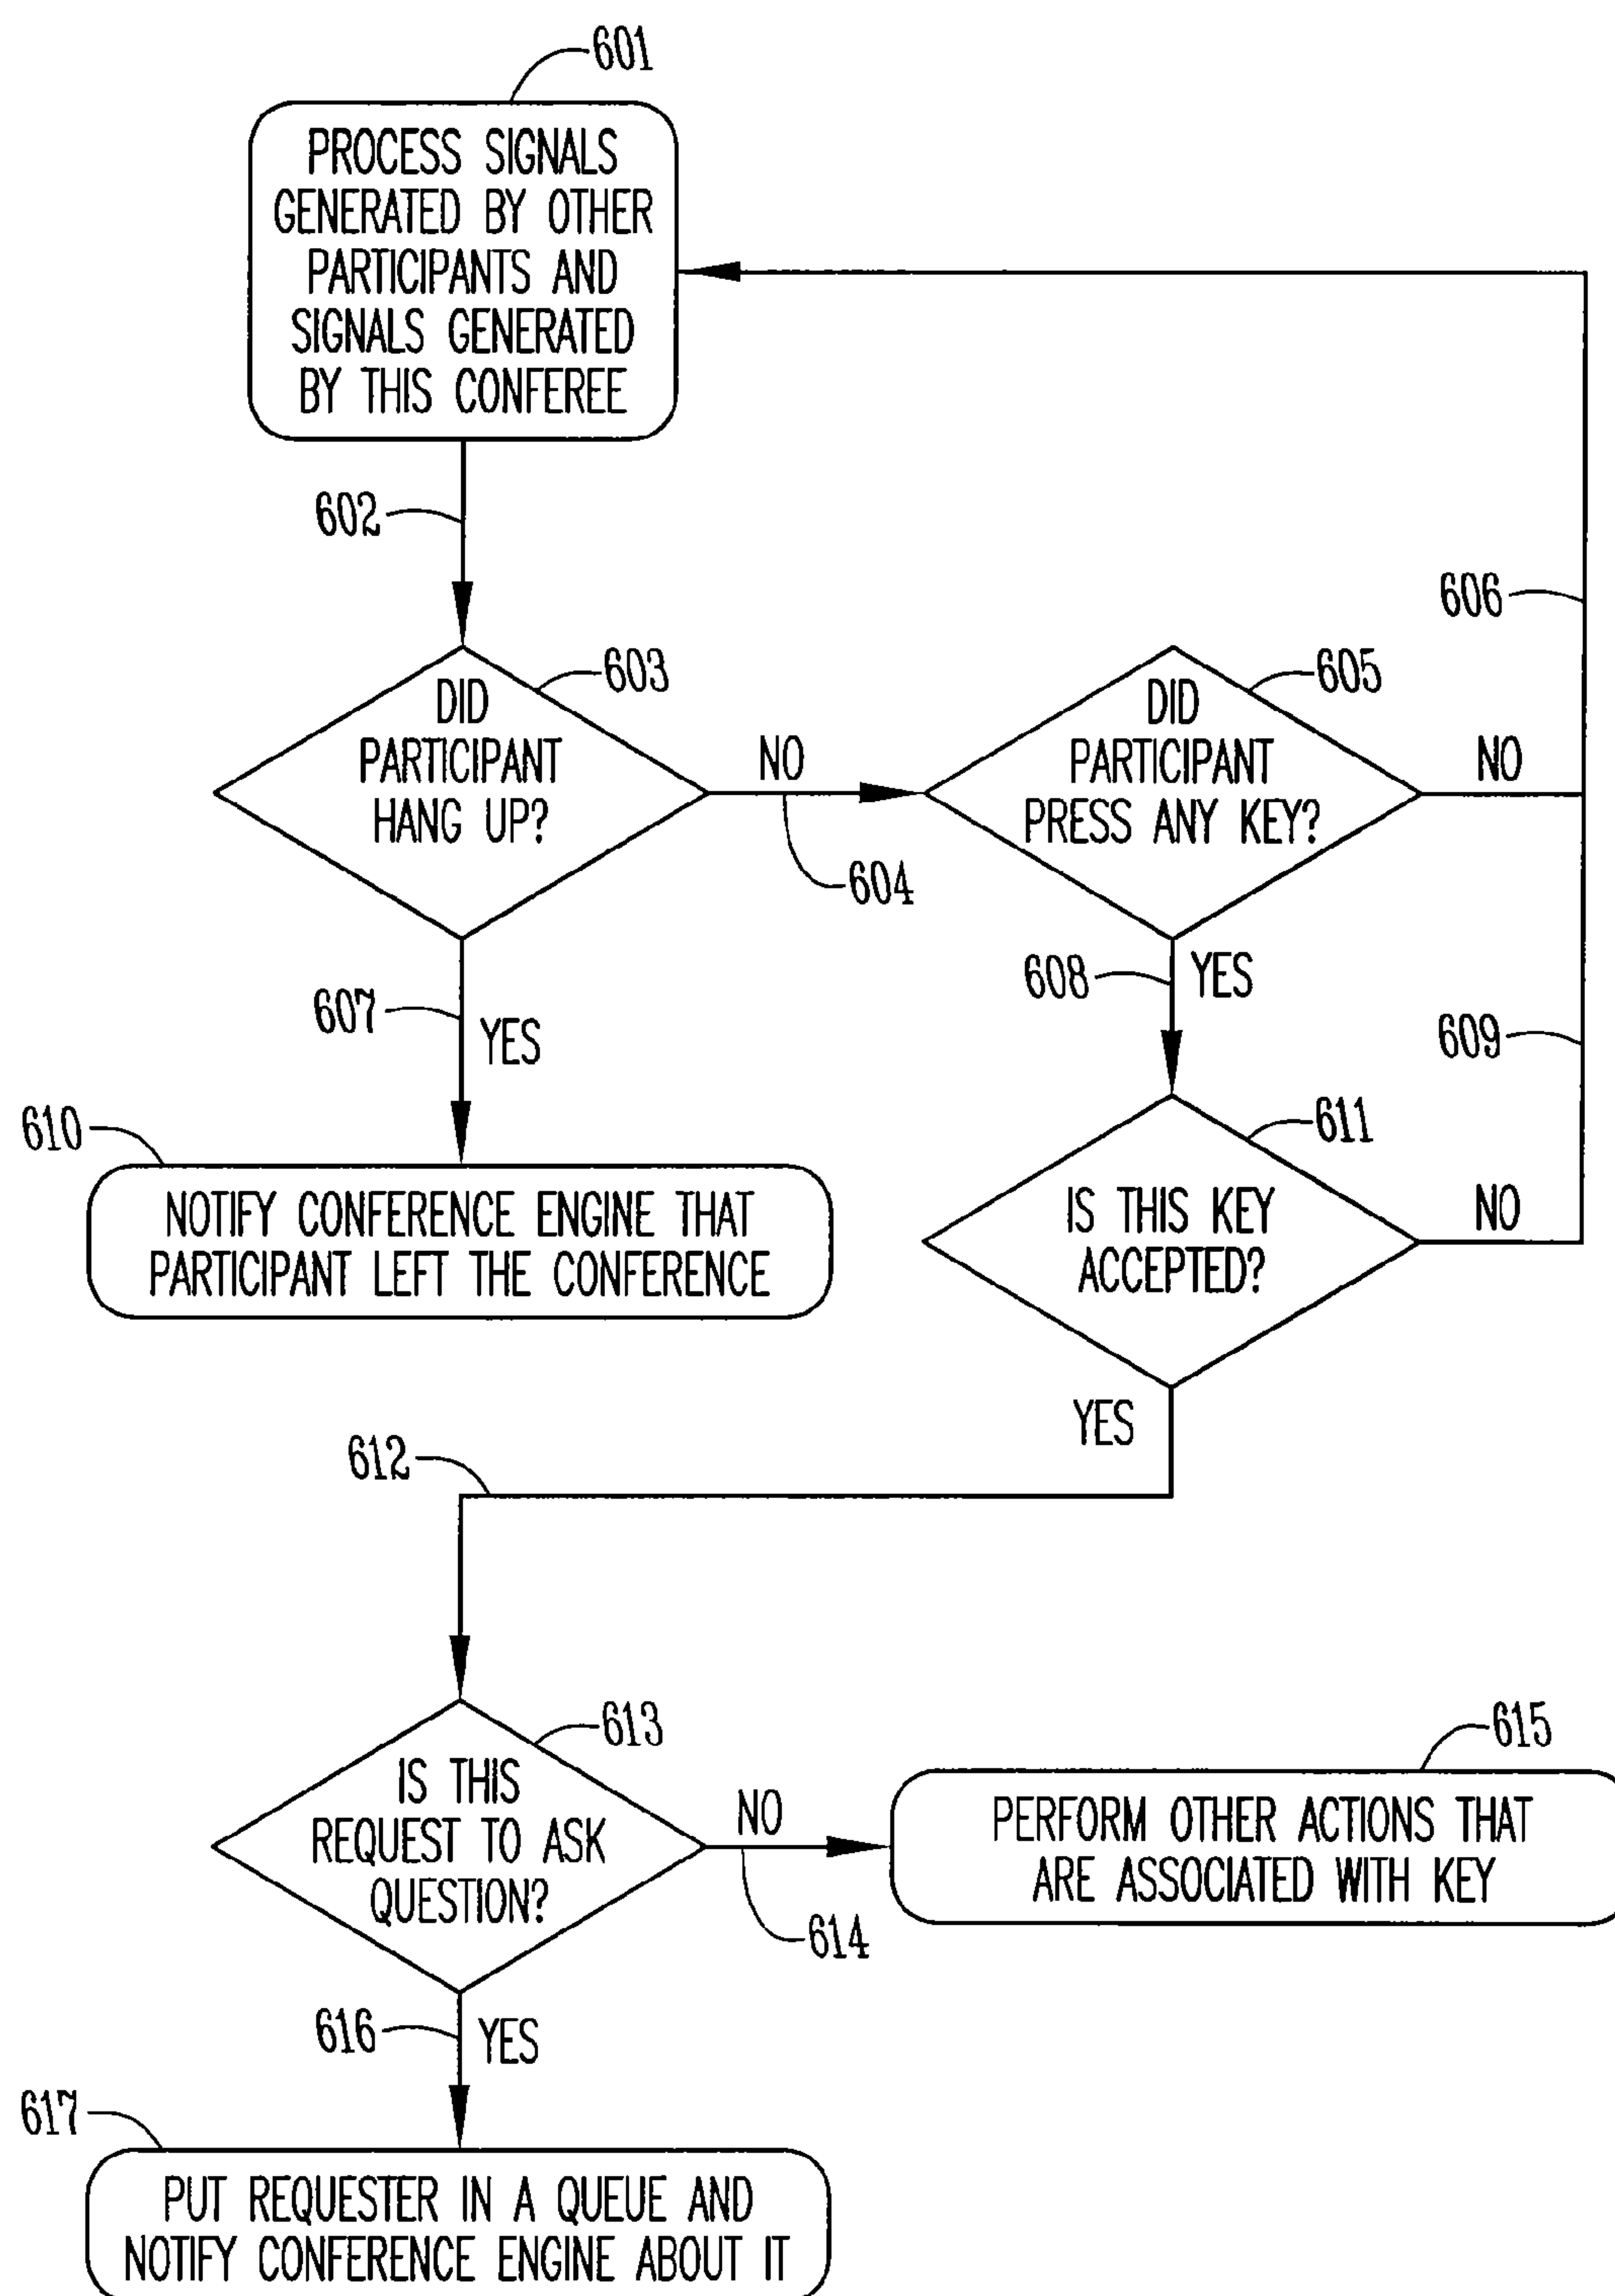 601
PROCESS SIGNALS
GENERATED BY OTHER
PARTICIPANTS AND
SIGNALS GENERATED
BY THIS CONFEREE
602
606
603
DID
PARTICIPANT
HANG UP?
NO
604
605
DID
PARTICIPANT
PRESS ANY KEY?
NO
607
YES
608
YES
609
610
NOTIFY CONFERENCE ENGINE THAT
PARTICIPANT LEFT THE CONFERENCE
611
IS THIS KEY
ACCEPTED?
NO
YES
612
613
IS THIS
REQUEST TO ASK
QUESTION?
NO
614
615
PERFORM OTHER ACTIONS THAT
ARE ASSOCIATED WITH KEY
616
YES
617
PUT REQUESTER IN A QUEUE AND
NOTIFY CONFERENCE ENGINE ABOUT IT